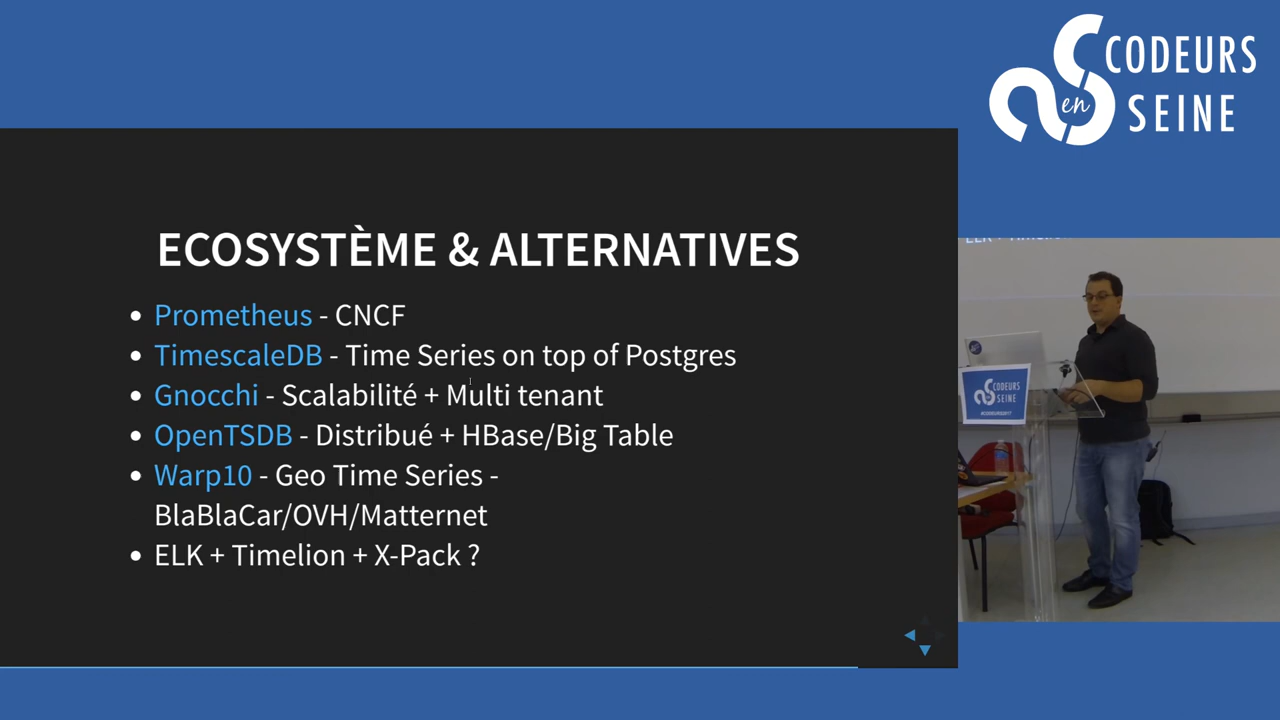 CODEURS
en
SEINE
ECOSYSTÈME & ALTERNATIVES
• Prometheus - CNCF
• TimescaleDB - Time Series on top of Postgres
• Gnocchi - Scalabilité + Multi tenant
• OpenTSDB - Distribué + HBase/Big Table
• Warp10 - Geo Time Series -
BlaBlaCar/OVH/Matternet
• ELK + Timelion + X-Pack ?
CODEURS
SEINE